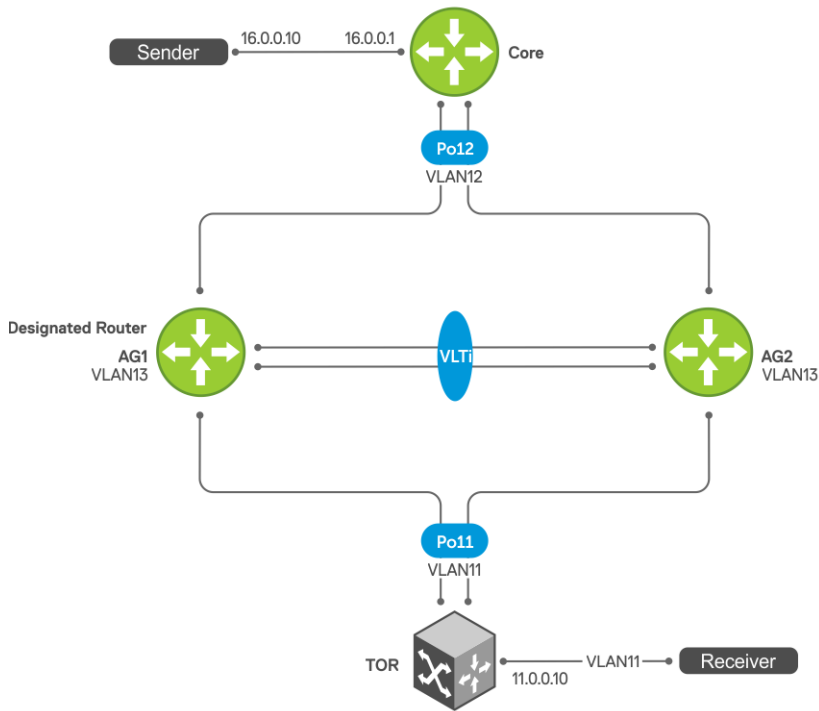 Sender
16.0.0.10
16.0.0.1
Core
Po12
VLAN12
Designated Router
AG1
VLAN13
VLTi
AG2
VLAN13
Po11
VLAN11
TOR
11.0.0.10
VLAN11
Receiver